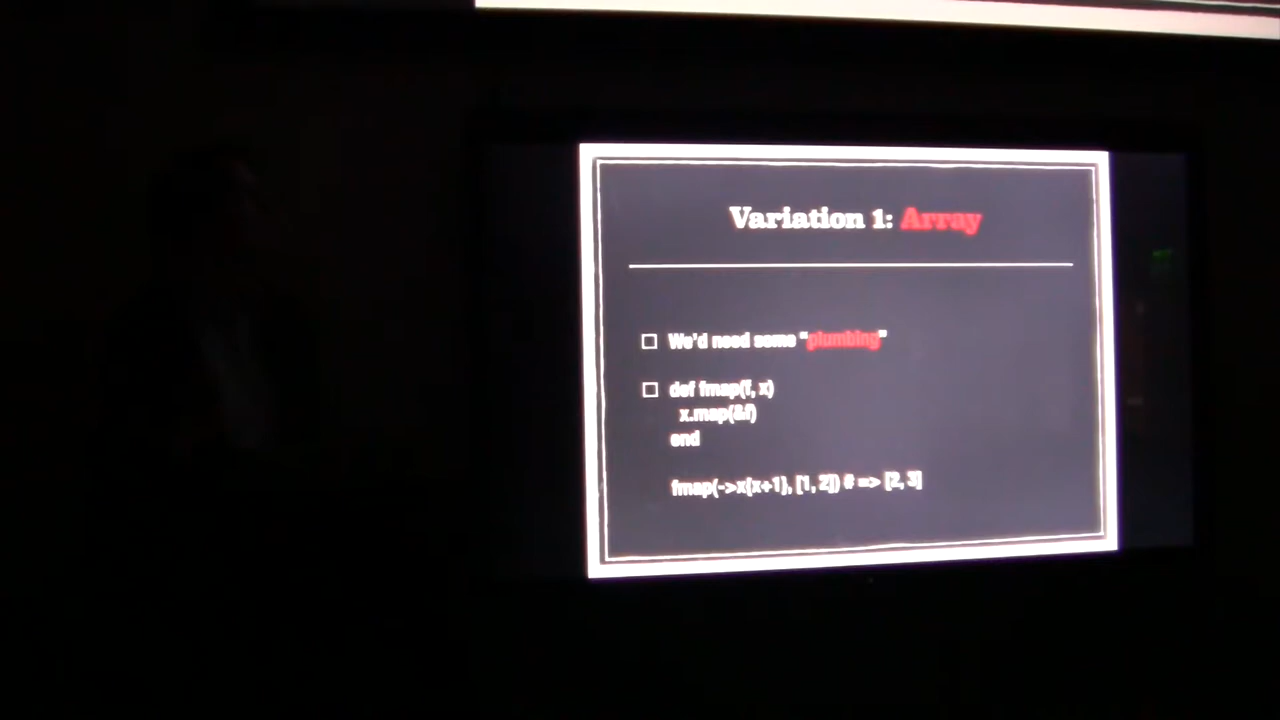 Variation 1: Array
We'd need some "plumbing"
def fmap(f, x)
x.map(&f)
end
fmap(->x{x+1}, [1, 2]) # => [2, 3]